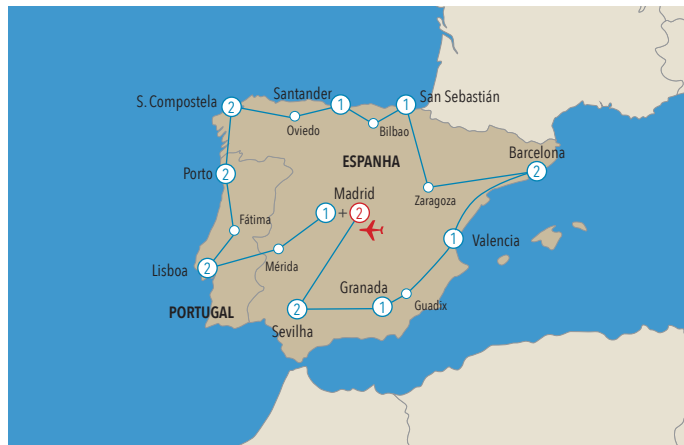 Santander
S. Compostela
2
1
1
San Sebastián
Oviedo
Bilbao
Barcelona
ESPANHA
Porto
2
2
Madrid
Zaragoza
1
+
2
Fátima
Valencia
1
Mérida
Lisboa
2
Granada
Guadix
PORTUGAL
2
1
Sevilha